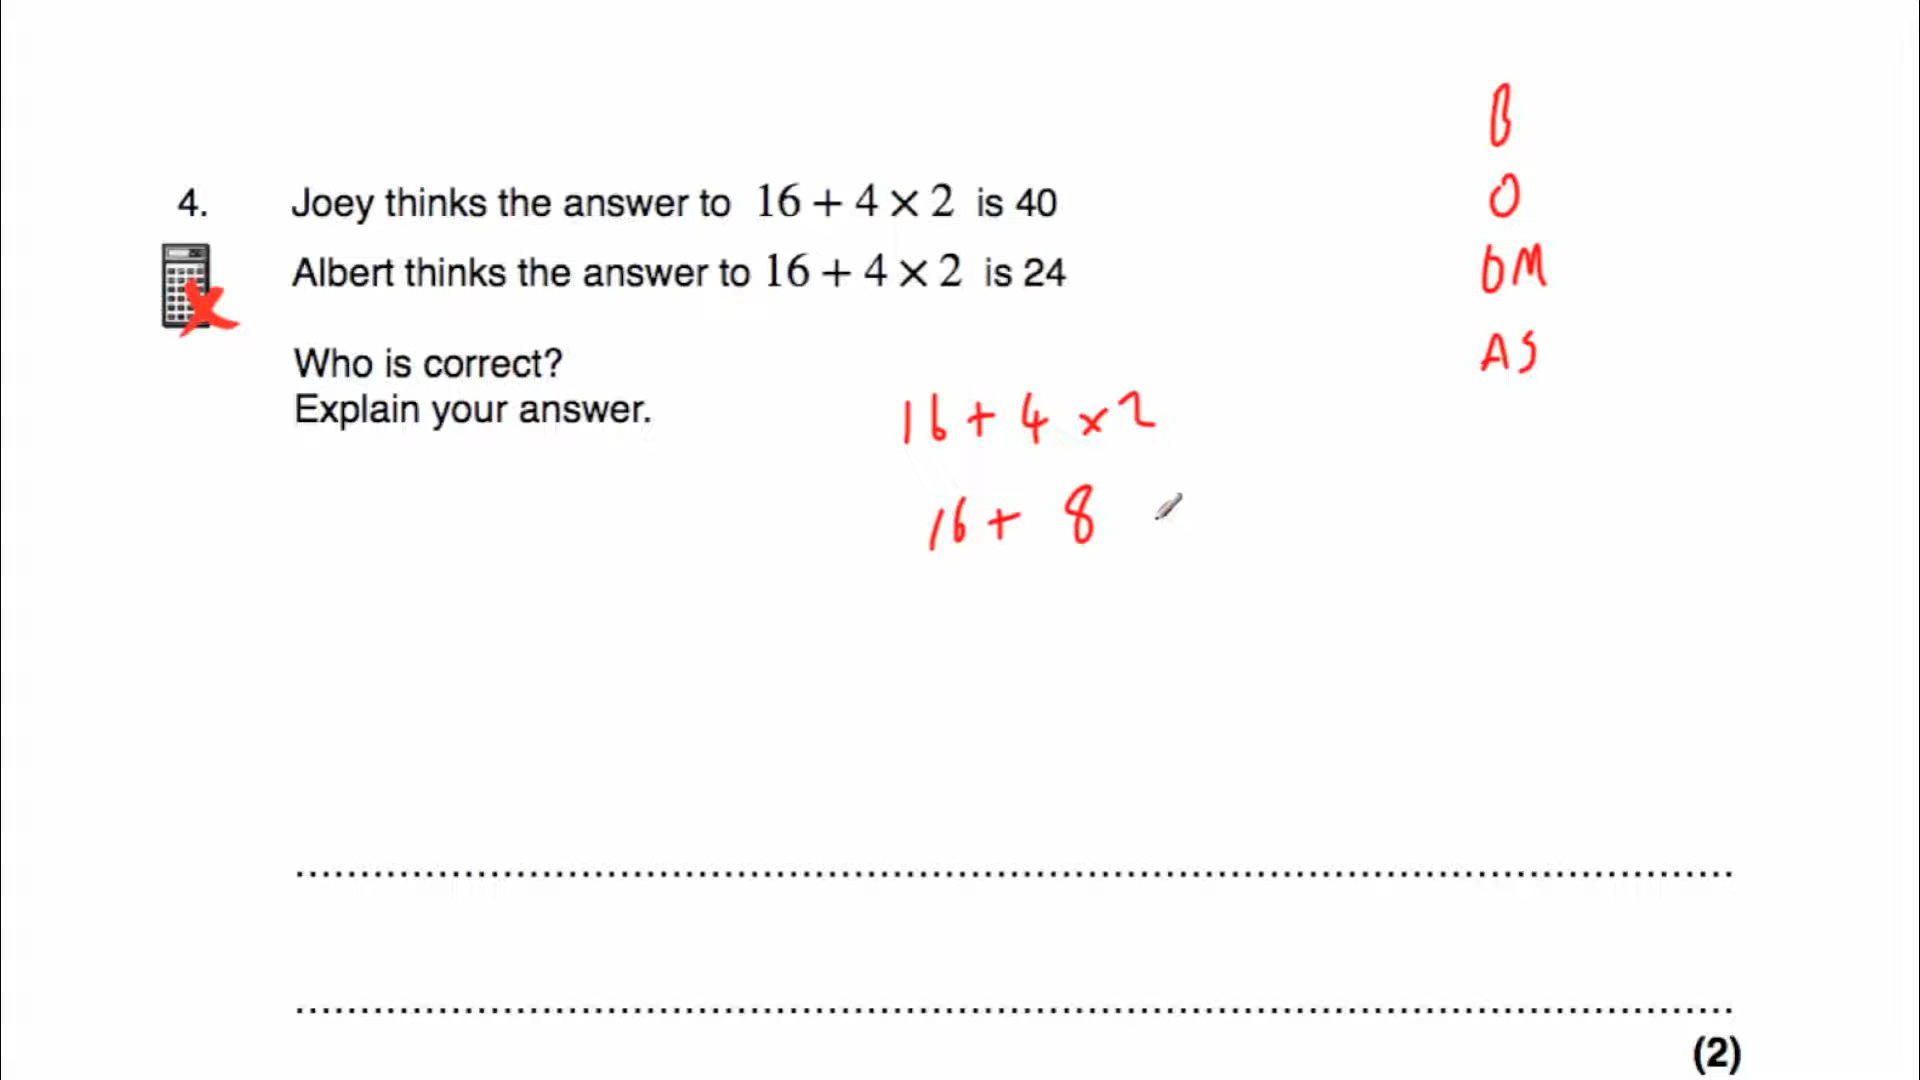 4. Joey thinks the answer to 16 + 4 × 2 is 40
Albert thinks the answer to 16 + 4 × 2 is 24
Who is correct?
Explain your answer.
16 + 4 × 2
16 + 8
B
O
DM
AS
(2)